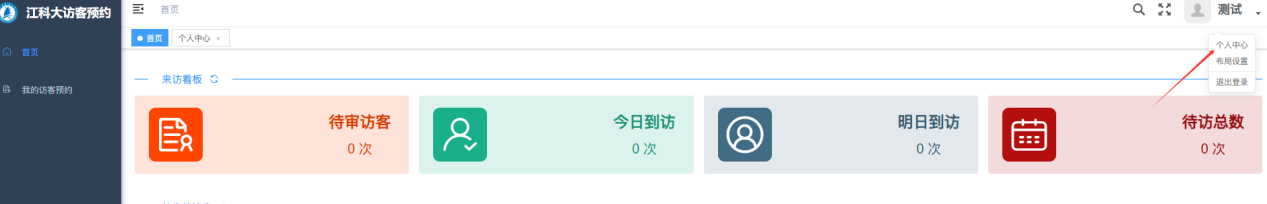 江科大访客预约
首页
测试
首页
个人中心 ×
首页
我的访客预约
个人中心
布局设置
退出登录
来访看板
待审访客
0 次
今日到访
0 次
明日到访
0 次
待访总数
0 次